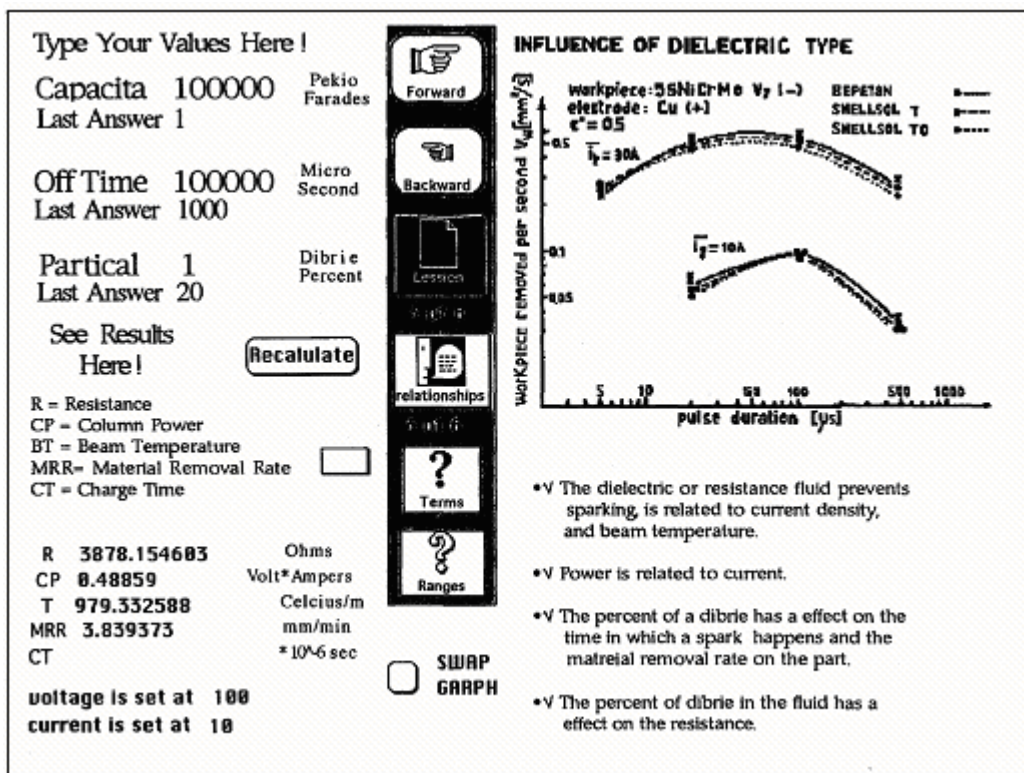 Type Your Values Here !
Capacita 100000 Pekio Farades
Last Answer 1
Off Time 100000 Micro Second
Last Answer 1000
Partical 1 Dibrie Percent
Last Answer 20
See Results
Here !
Recalulate
R = Resistance
CP = Column Power
BT = Beam Temperature
MRR= Material Removal Rate
CT = Charge Time
R 3878.154603 Ohms
CP 0.48859 Volt*Ampers
T 979.332588 Celcius/m
MRR 3.839373 mm/min
CT *10^-6 sec
voltage is set at 100
current is set at 10
Forward
Backward
Lession
relationships
6 of 6
Terms
Ranges
SWAP
GARPH
INFLUENCE OF DIELECTRIC TYPE
WorKpiECE removed per second Vw[mm³/s]
workpiece: Cr Mo V7 (-)
elestrode: Cu (+)
= 0.5
BEPETAN
SHELLSOL T
SHELLSOL TD
0.5
= 30A
0.1
= 10A
0,05
5 10 50 100 500 1000
pulse duration [µs]
•√ The dielectric or resistance fluid prevents
sparking, is related to current density,
and beam temperature.
•√ Power is related to current.
•√ The percent of a dibrie has a effect on the
time in which a spark happens and the
matreial removal rate on the part.
•√ The percent of dibrie in the fluid has a
effect on the resistance.